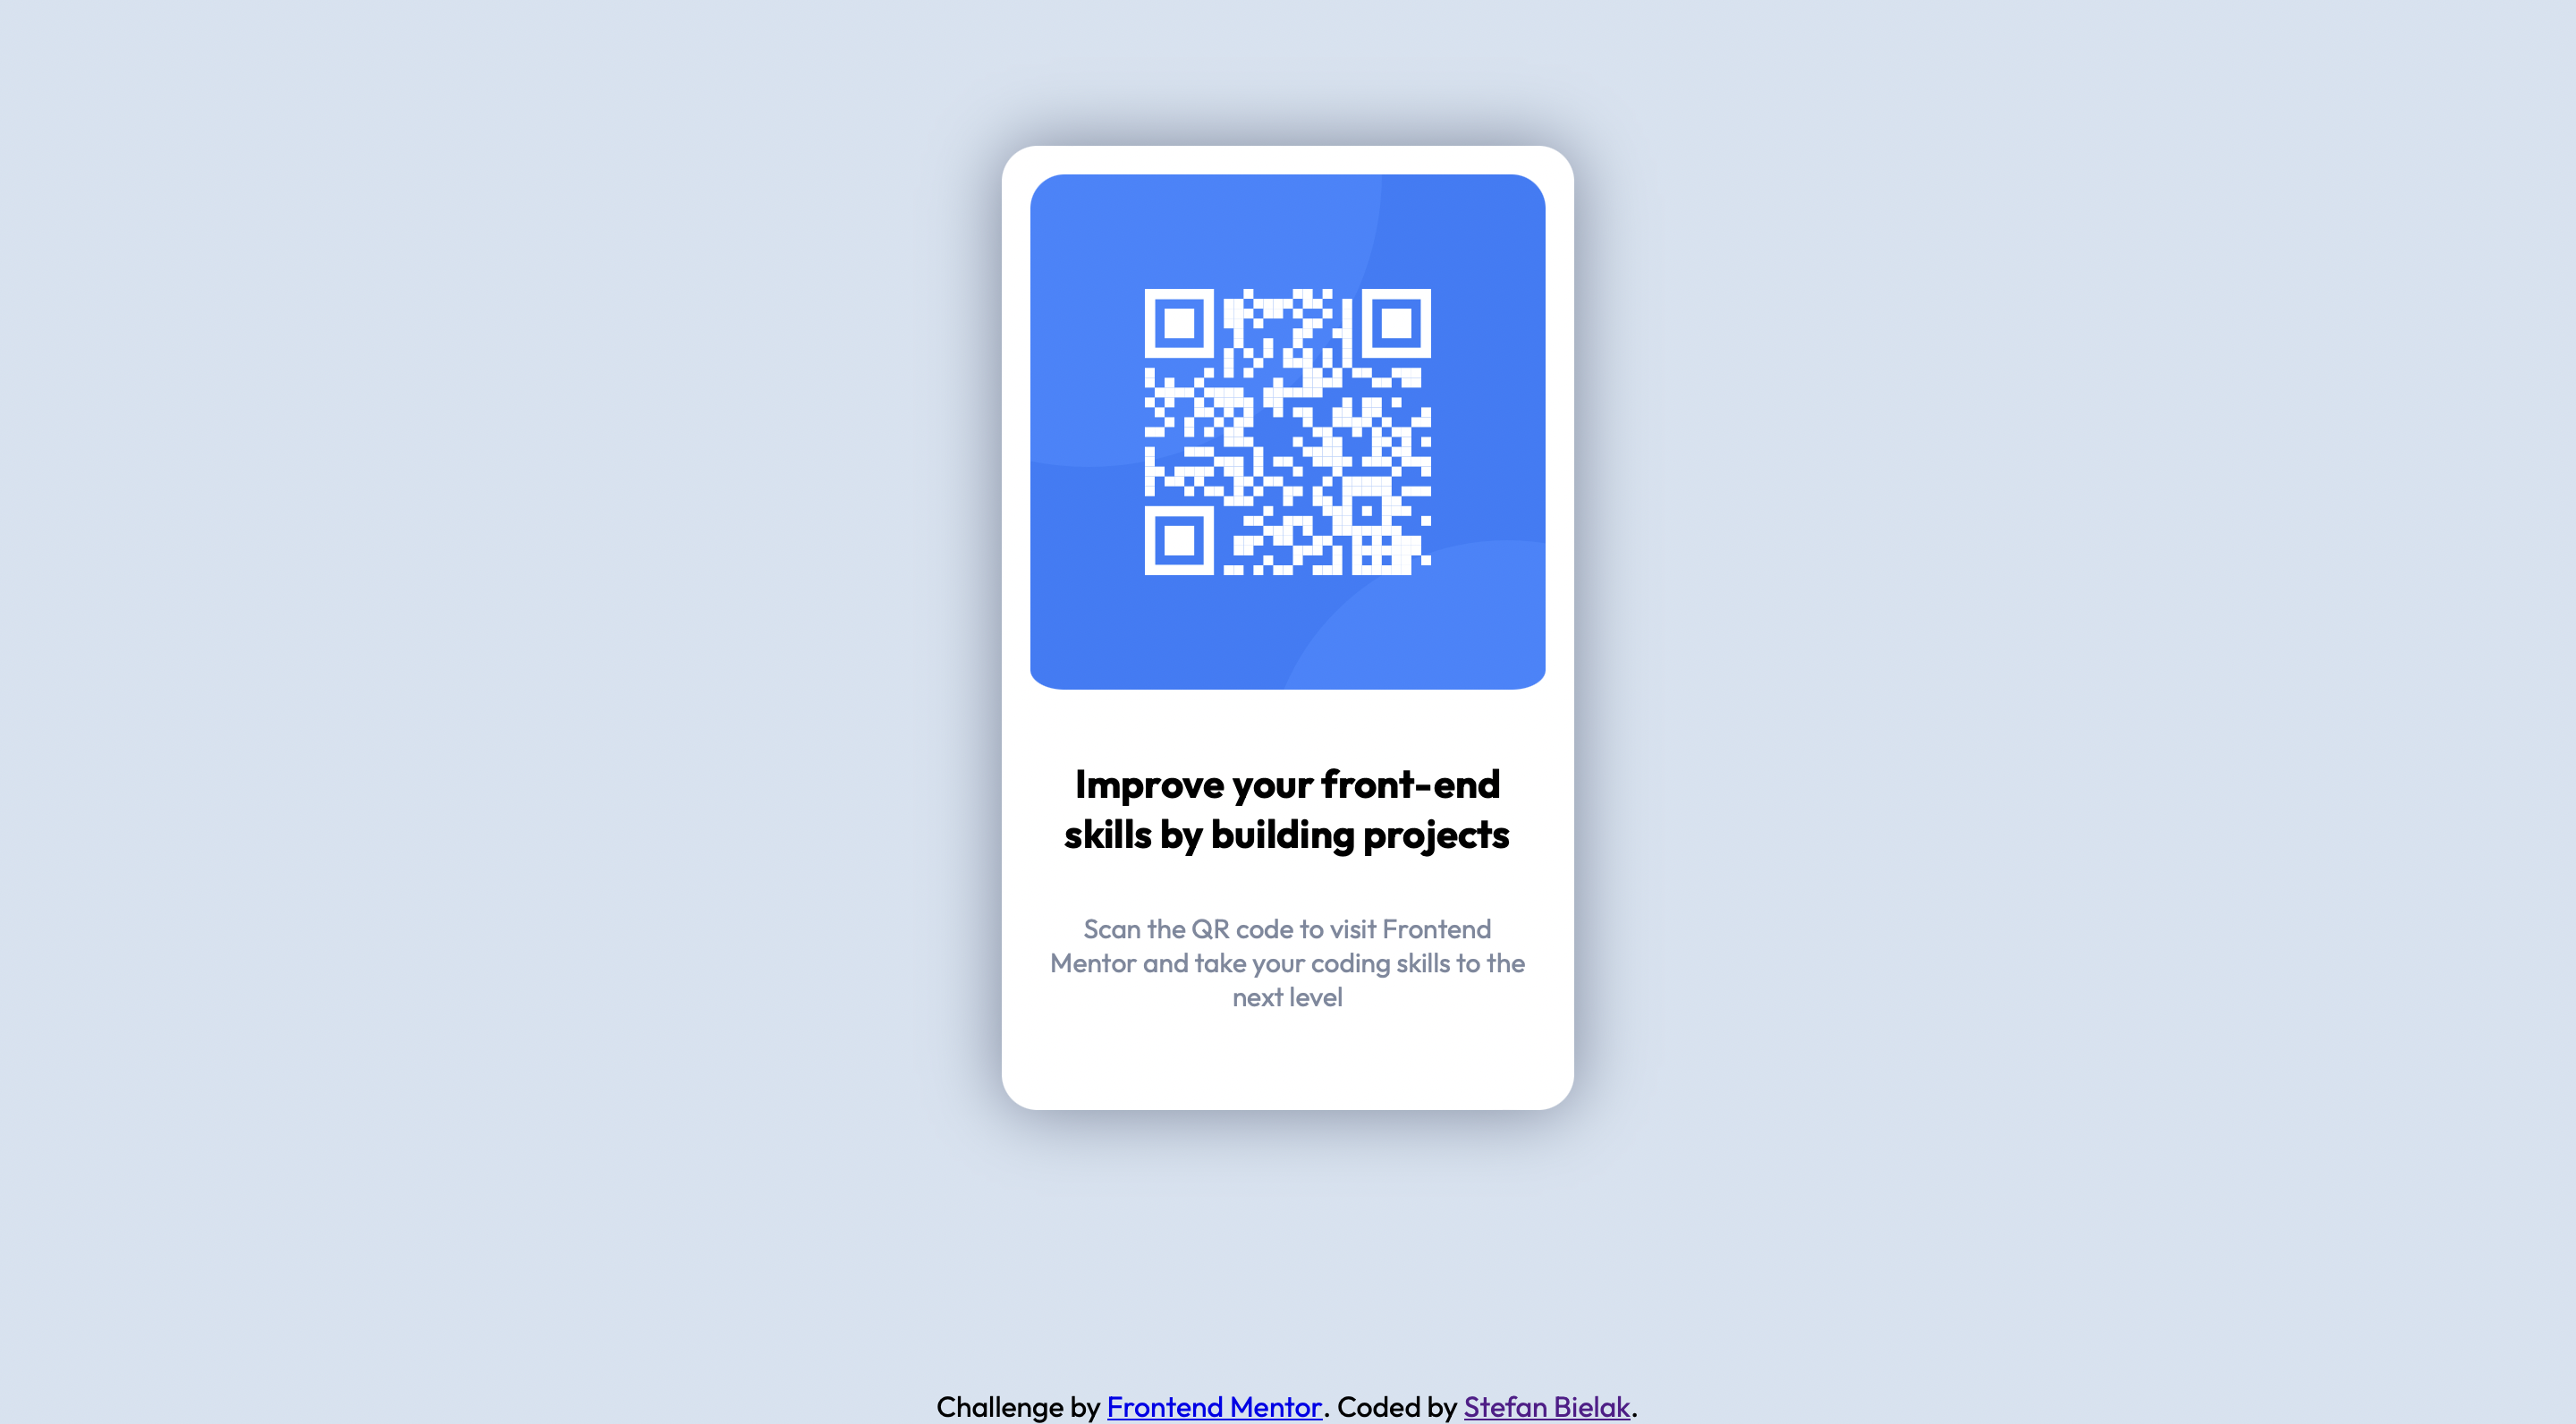 Improve your front-end
skills by building projects
Scan the QR code to visit Frontend
Mentor and take your coding skills to the
next level
Challenge by Frontend Mentor. Coded by Stefan Bielak.